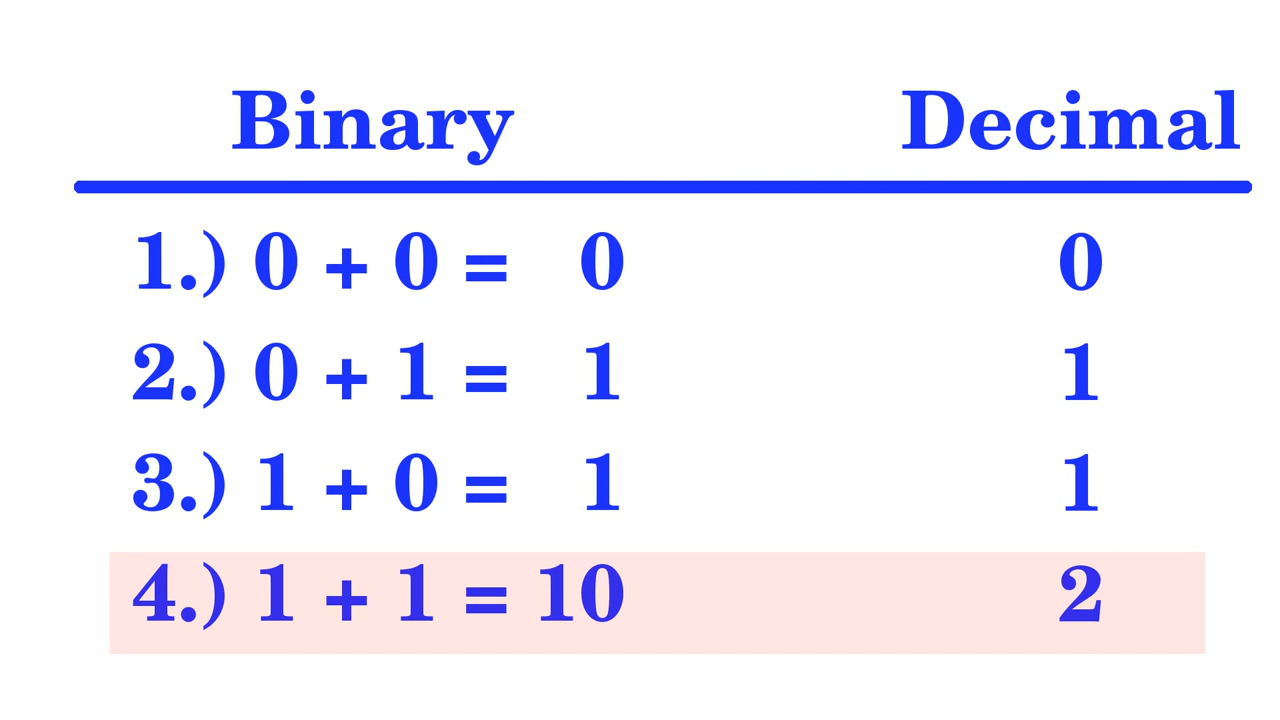 Binary Decimal
1.) 0 + 0 = 0 0
2.) 0 + 1 = 1 1
3.) 1 + 0 = 1 1
4.) 1 + 1 = 10 2